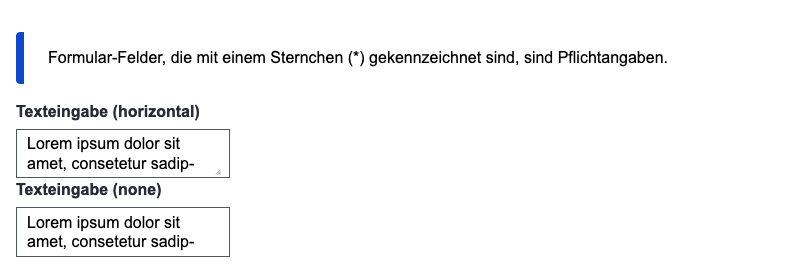 Formular-Felder, die mit einem Sternchen (*) gekennzeichnet sind, sind Pflichtangaben.
Texteingabe (horizontal)
Lorem ipsum dolor sit
amet, consetetur sadip-
Texteingabe (none)
Lorem ipsum dolor sit
amet, consetetur sadip-